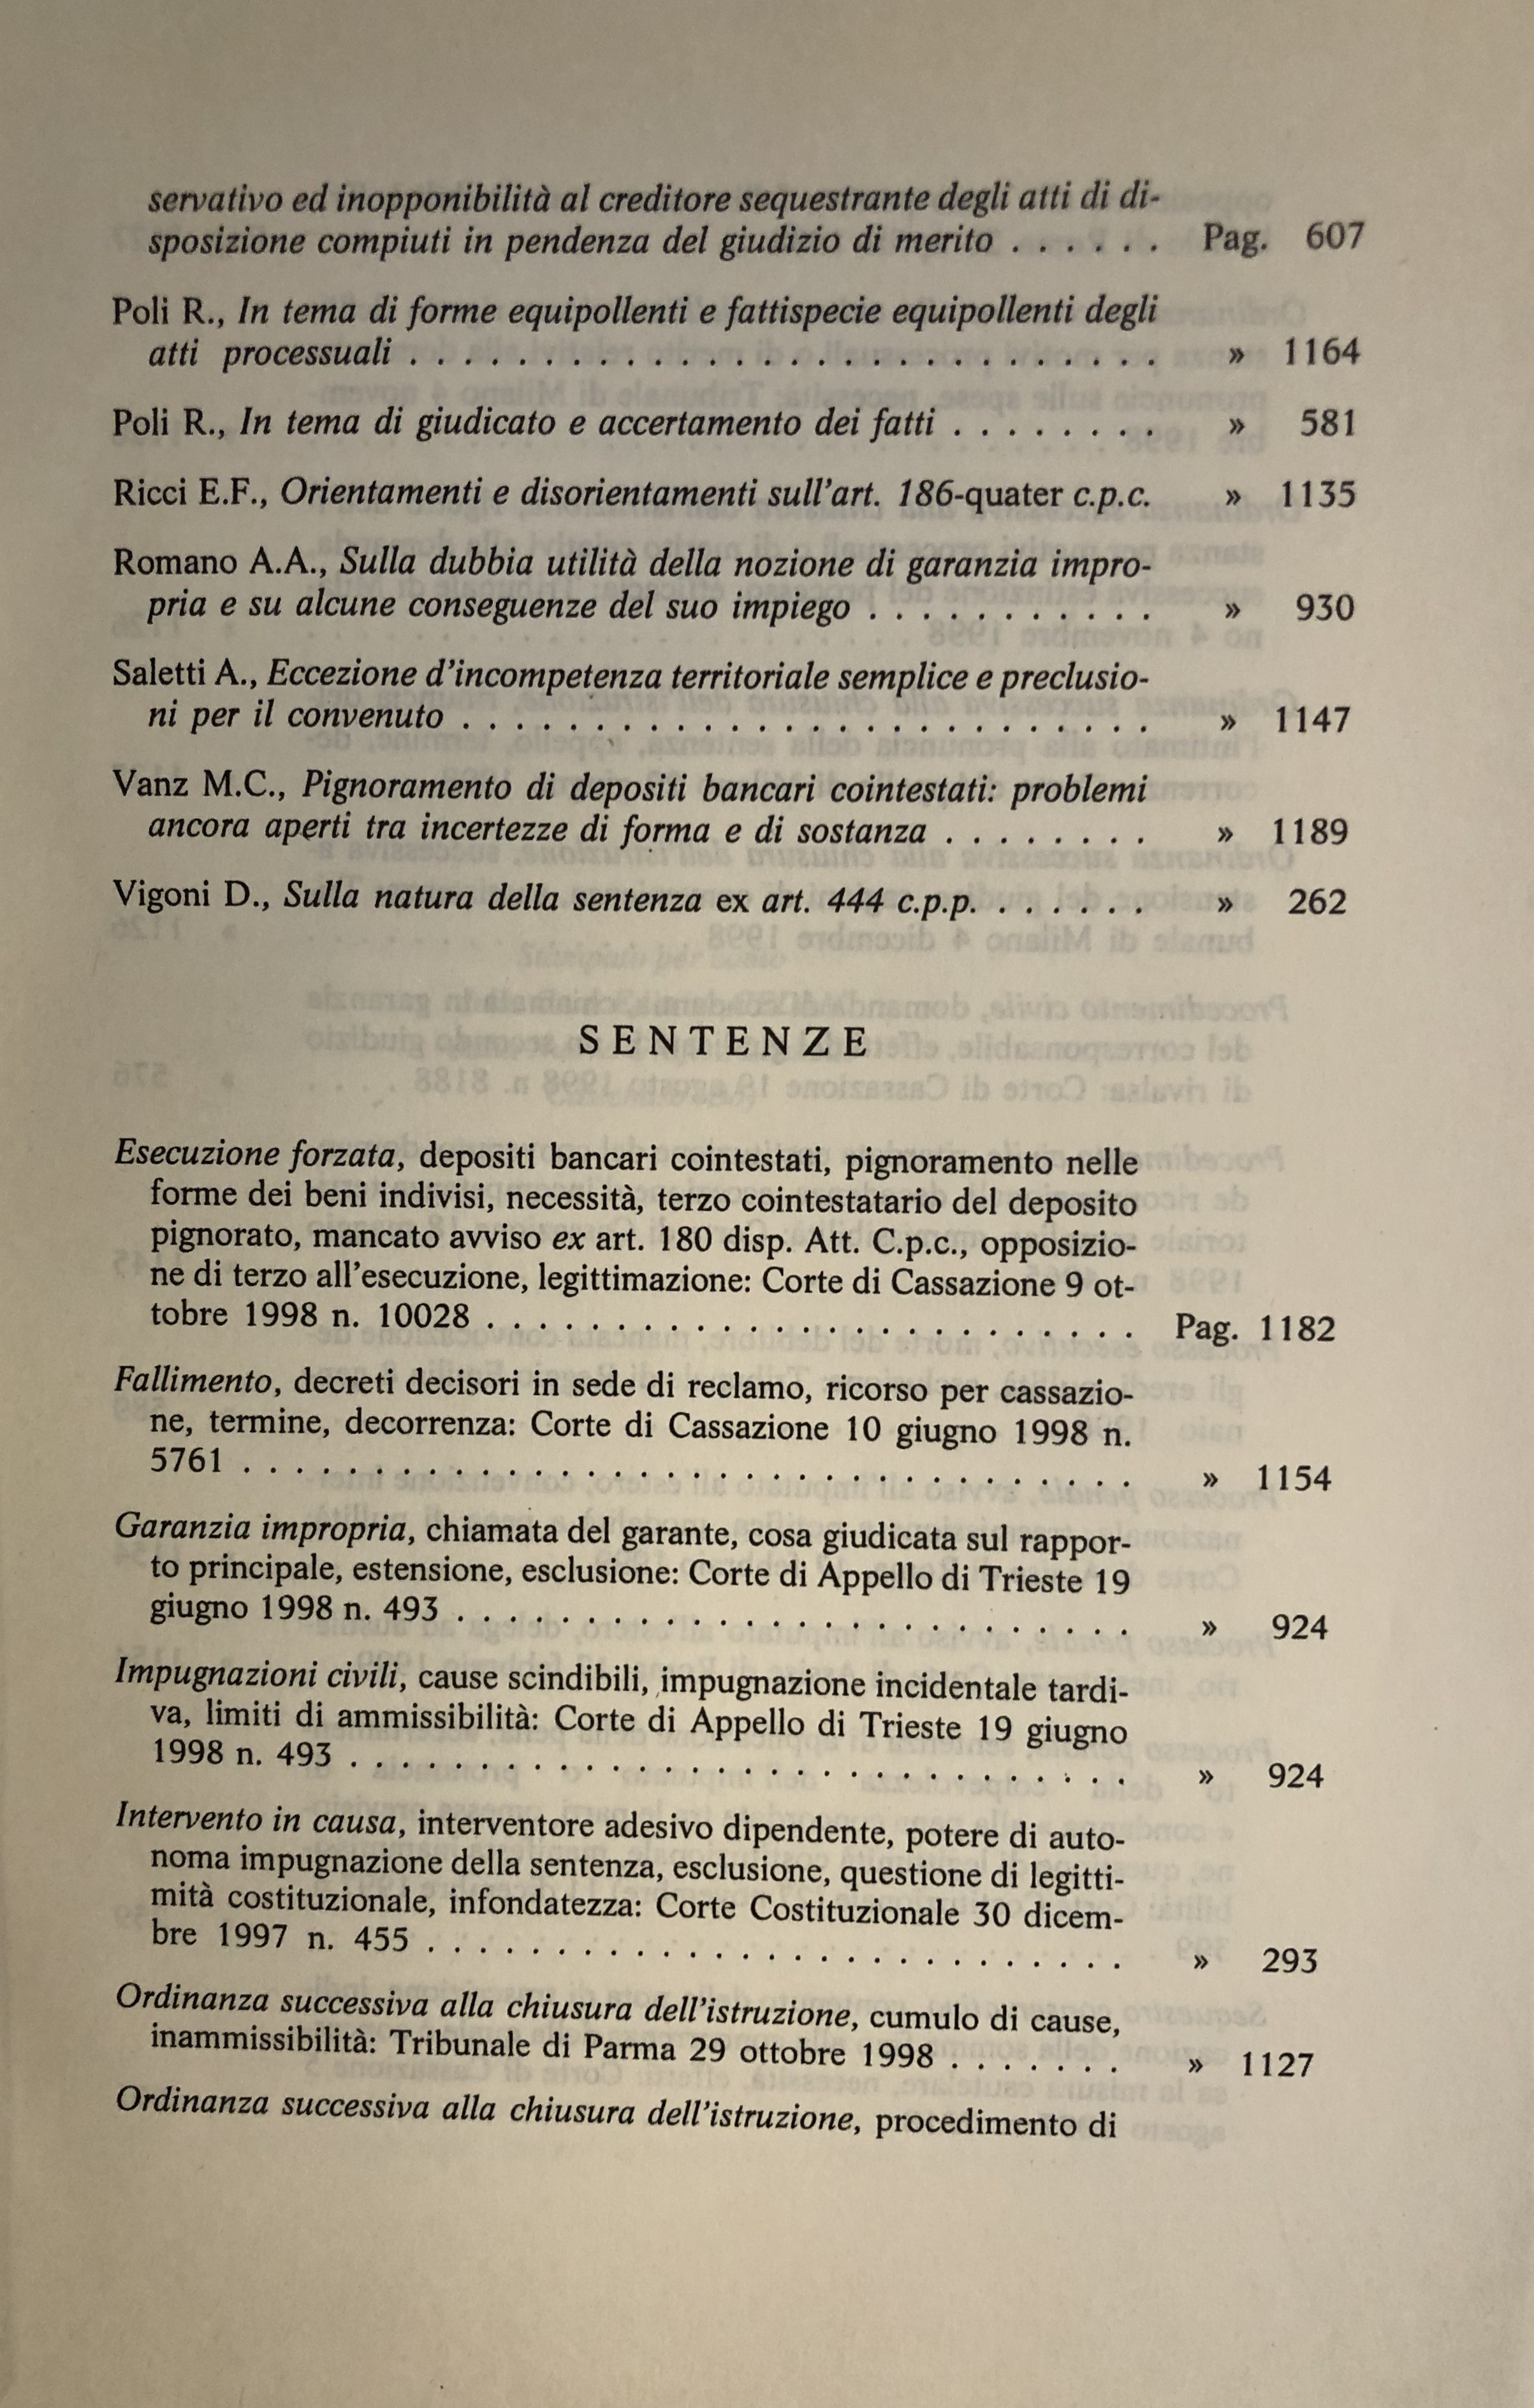 servativo ed inopponibilità al creditore sequestrante degli atti di di-
sposizione compiuti in pendenza del giudizio di merito . . . . . . Pag. 607
Poli R., In tema di forme equipollenti e fattispecie equipollenti degli
atti processuali . . . . . . . . . . . . . . . . . . . . . . . . . . . . . » 1164
Poli R., In tema di giudicato e accertamento dei fatti . . . . . . . . » 581
Ricci E.F., Orientamenti e disorientamenti sull'art. 186-quater c.p.c. » 1135
Romano A.A., Sulla dubbia utilità della nozione di garanzia impro-
pria e su alcune conseguenze del suo impiego . . . . . . . . . . . » 930
Saletti A., Eccezione d'incompetenza territoriale semplice e preclusio-
ni per il convenuto . . . . . . . . . . . . . . . . . . . . . . . . . . » 1147
Vanz M.C., Pignoramento di depositi bancari cointestati: problemi
ancora aperti tra incertezze di forma e di sostanza . . . . . . . . » 1189
Vigoni D., Sulla natura della sentenza ex art. 444 c.p.p. . . . . . . . » 262
SENTENZE
Esecuzione forzata, depositi bancari cointestati, pignoramento nelle
forme dei beni indivisi, necessità, terzo cointestatario del deposito
pignorato, mancato avviso ex art. 180 disp. Att. C.p.c., opposizio-
ne di terzo all'esecuzione, legittimazione: Corte di Cassazione 9 ot-
tobre 1998 n. 10028 . . . . . . . . . . . . . . . . . . . . . . . . . Pag. 1182
Fallimento, decreti decisori in sede di reclamo, ricorso per cassazio-
ne, termine, decorrenza: Corte di Cassazione 10 giugno 1998 n.
5761 . . . . . . . . . . . . . . . . . . . . . . . . . . . . . . . . . . » 1154
Garanzia impropria, chiamata del garante, cosa giudicata sul rappor-
to principale, estensione, esclusione: Corte di Appello di Trieste 19
giugno 1998 n. 493 . . . . . . . . . . . . . . . . . . . . . . . . . . » 924
Impugnazioni civili, cause scindibili, impugnazione incidentale tardi-
va, limiti di ammissibilità: Corte di Appello di Trieste 19 giugno
1998 n. 493 . . . . . . . . . . . . . . . . . . . . . . . . . . . . . . » 924
Intervento in causa, interventore adesivo dipendente, potere di auto-
noma impugnazione della sentenza, esclusione, questione di legitti-
mità costituzionale, infondatezza: Corte Costituzionale 30 dicem-
bre 1997 n. 455 . . . . . . . . . . . . . . . . . . . . . . . . . . . » 293
Ordinanza successiva alla chiusura dell'istruzione, cumulo di cause,
inammissibilità: Tribunale di Parma 29 ottobre 1998 . . . . . . . » 1127
Ordinanza successiva alla chiusura dell'istruzione, procedimento di